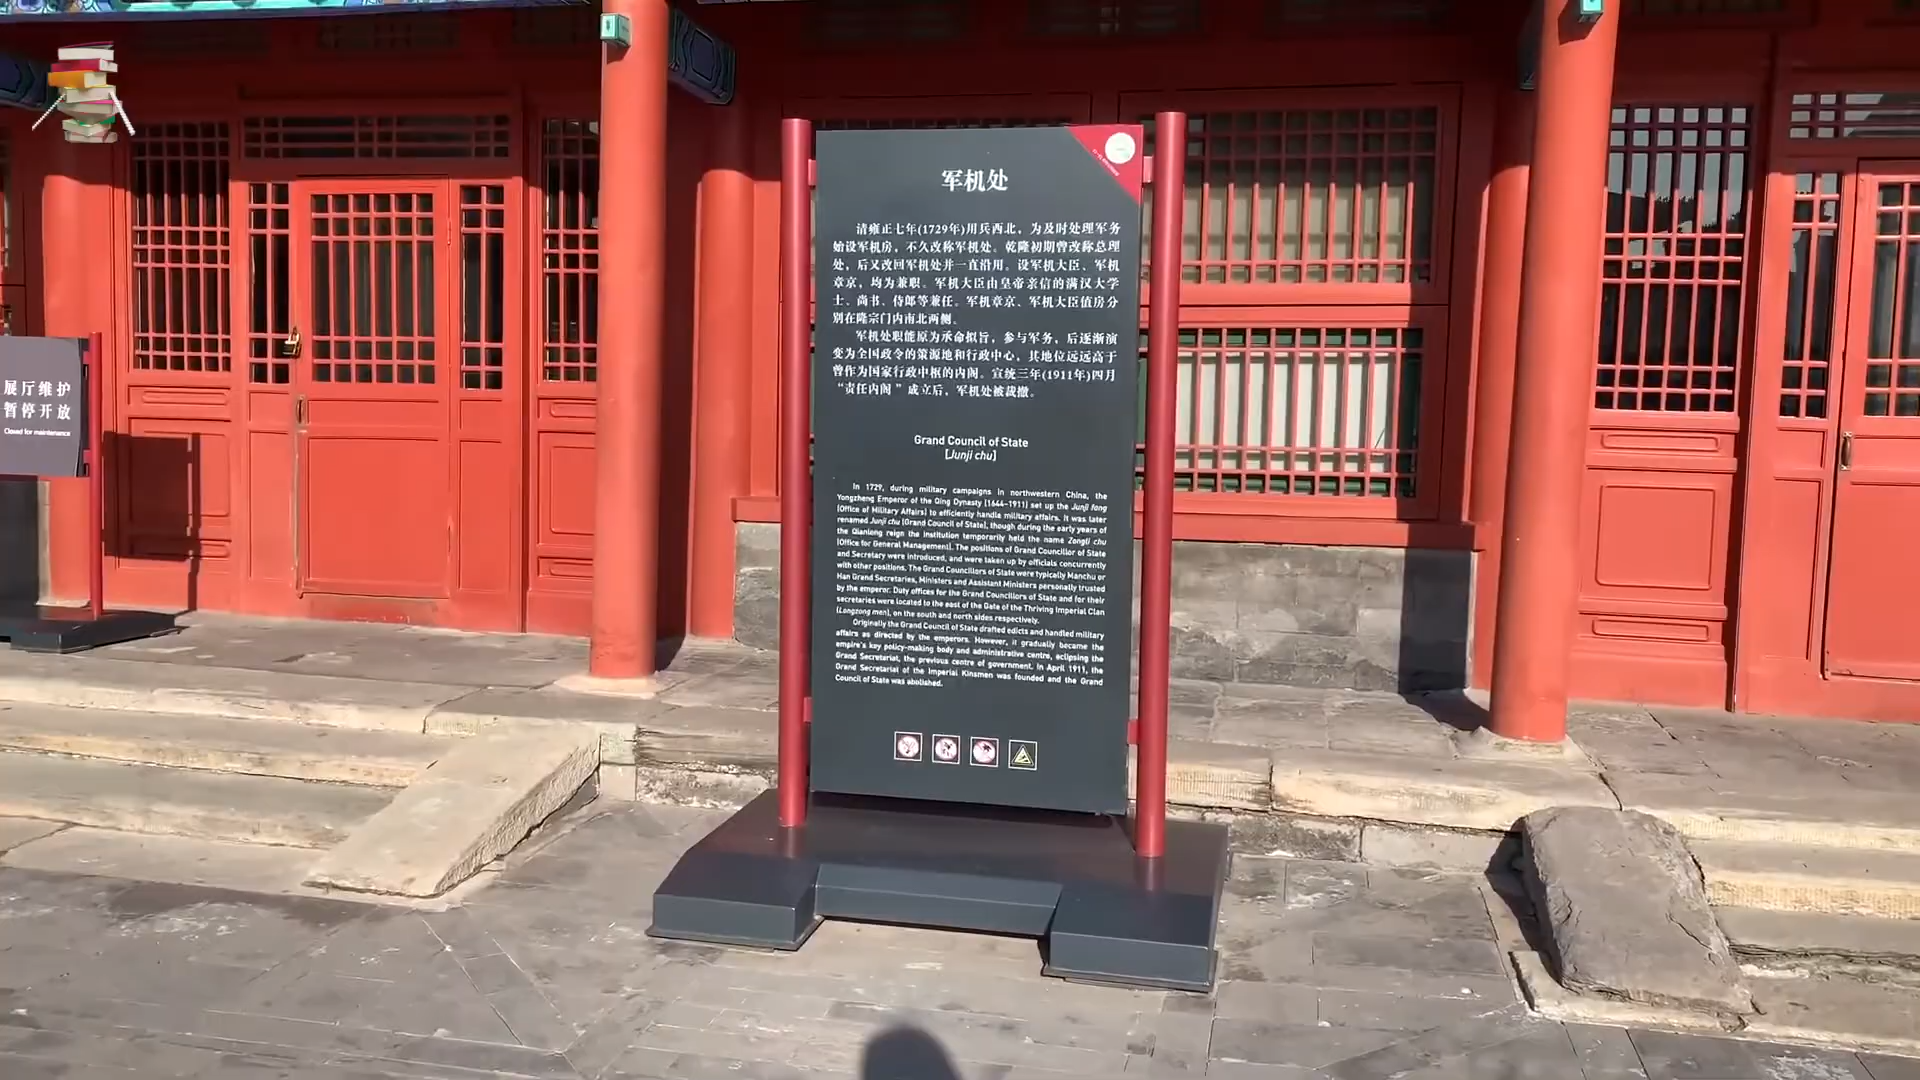 军机处
清雍正七年(1729年)用兵西北，为及时处理军务
始设军机房，不久改称军机处。乾隆初期曾改称总理
处，后又改回军机处并一直沿用。设军机大臣、军机
章京，均为兼职。军机大臣由皇帝亲信的满汉大学
士、尚书、侍郎等兼任。军机章京、军机大臣值房分
别在隆宗门内南北两侧。
军机处职能原为承命拟旨，参与军务，后逐渐演
变为全国政令的策源地和行政中心，其地位远远高于
曾作为国家行政中枢的内阁。宣统三年(1911年)四月
“责任内阁”成立后，军机处被裁撤。
Grand Council of State
[Junji chu]
In 1729, during military campaigns in northwestern China, the
Yongzheng Emperor of the Qing Dynasty (1644-1911) set up the Junji fang
(Office of Military Affairs) to efficiently handle military affairs. It was later
renamed Junji chu (Grand Council of State), though during the early years of
the Qianlong reign the institution temporarily held the name Zongli chu
(Office for General Management). The positions of Grand Councillor of State
and Secretary were introduced, and were taken up by officials concurrently
with other positions. The Grand Councillors of State were typically Manchu or
Han Grand Secretaries, Ministers and Assistant Ministers personally trusted
by the emperor. Duty offices for the Grand Councillors of State and for their
secretaries were located to the east of the Gate of the Thriving Imperial Clan
(Longzong men), on the south and north sides respectively.
Originally the Grand Council of State drafted edicts and handled military
affairs as directed by the emperors. However, it gradually became the
empire's key policy-making body and administrative centre, eclipsing the
Grand Secretariat, the previous centre of government. In April 1911, the
Grand Secretariat of the Imperial Kinsmen was founded and the Grand
Council of State was abolished.
展厅维护
暂停开放
Closed for maintenance